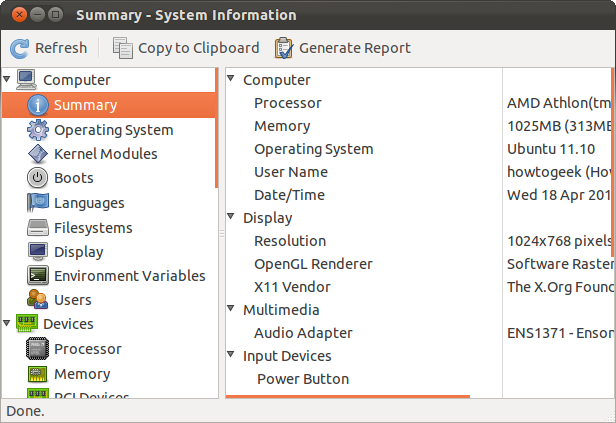 Summary - System Information
Refresh Copy to Clipboard Generate Report
Computer
Summary
Operating System
Kernel Modules
Boots
Languages
Filesystems
Display
Environment Variables
Users
Devices
Processor
Memory
PCI Devices
Computer
Processor AMD Athlon(tm
Memory 1025MB (313MB
Operating System Ubuntu 11.10
User Name howtogeek (How
Date/Time Wed 18 Apr 201
Display
Resolution 1024x768 pixels
OpenGL Renderer Software Raster
X11 Vendor The X.Org Foun
Multimedia
Audio Adapter ENS1371 - Enson
Input Devices
Power Button
Done.